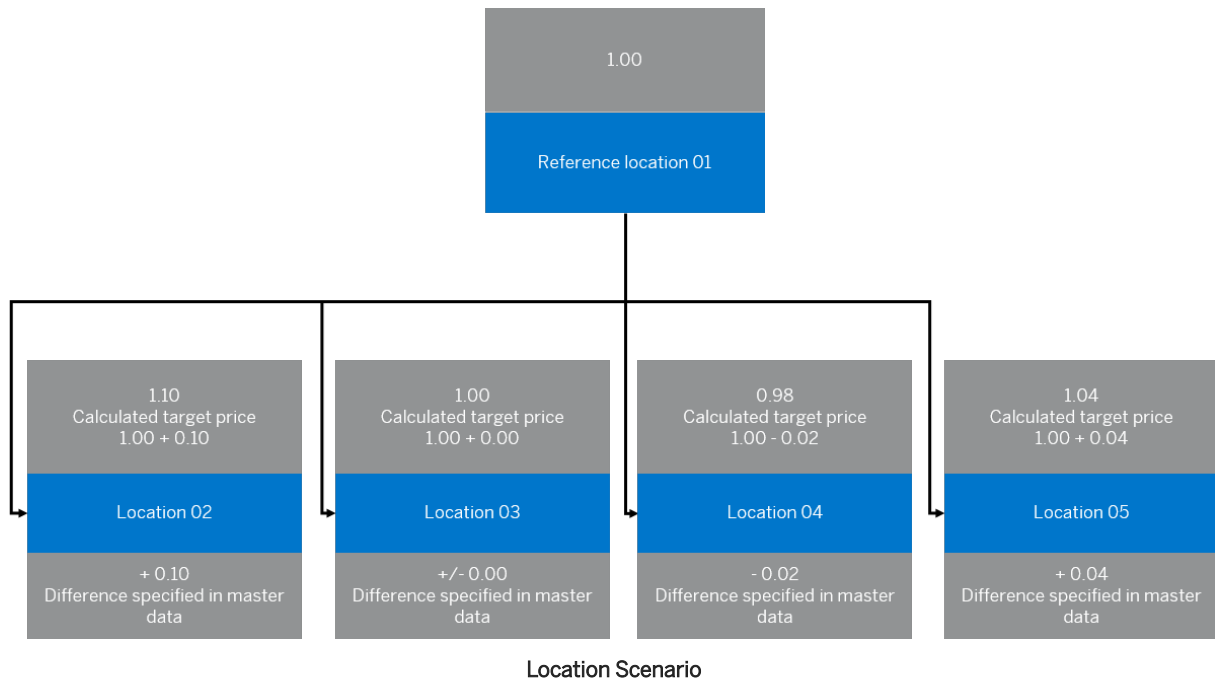 1.00
Reference location 01
1.10
Calculated target price
1.00 + 0.10
Location 02
+ 0.10
Difference specified in master
data
1.00
Calculated target price
1.00 + 0.00
Location 03
+/- 0.00
Difference specified in master
data
0.98
Calculated target price
1.00 - 0.02
Location 04
- 0.02
Difference specified in master
data
1.04
Calculated target price
1.00 + 0.04
Location 05
+ 0.04
Difference specified in master
data
Location Scenario